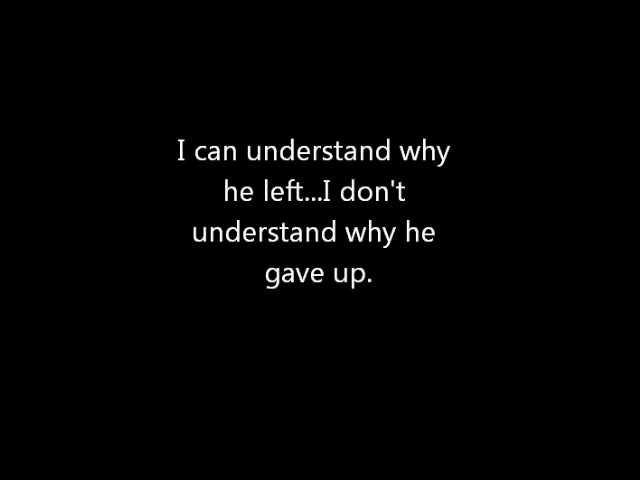 I can understand why
he left...I don't
understand why he
gave up.